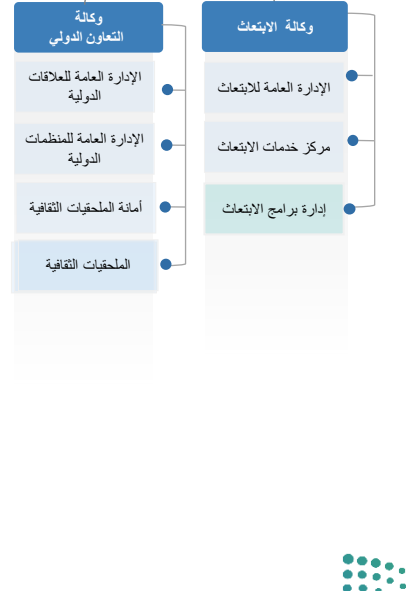 وكالة الابتعاث
الإدارة العامة للابتعاث
مركز خدمات الابتعاث
إدارة برامج الابتعاث
وكالة
التعاون الدولي
الإدارة العامة للعلاقات
الدولية
الإدارة العامة للمنظمات
الدولية
أمانة الملحقيات الثقافية
الملحقيات الثقافية